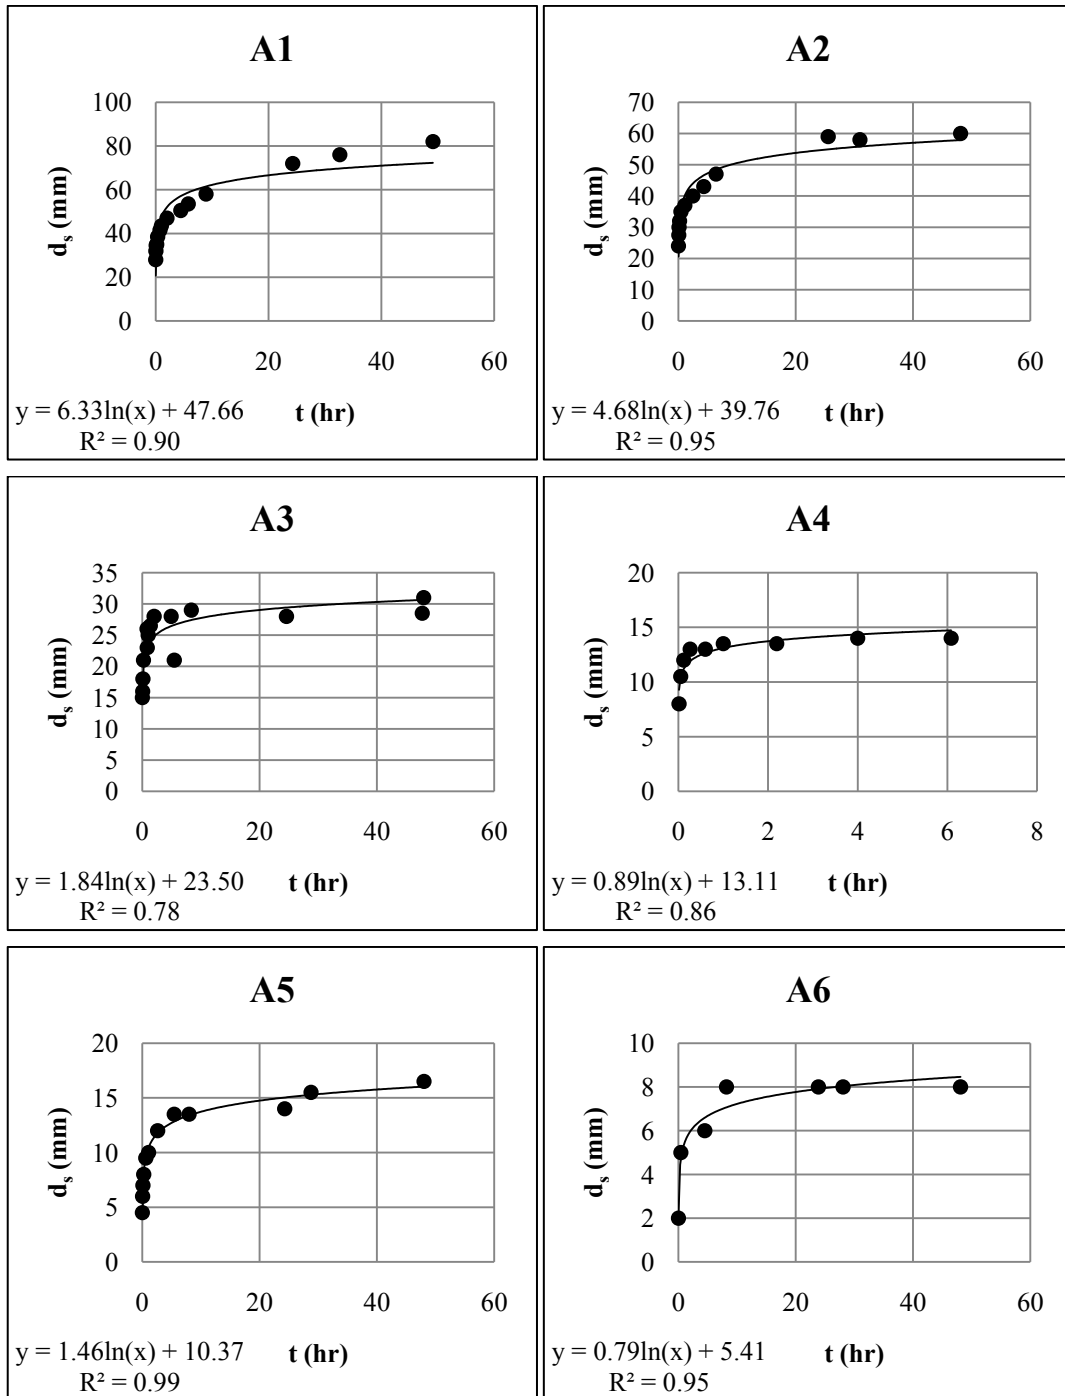 A1
100
80
60
40
20
0
d_s (mm)
0 20 40 60
y = 6.33ln(x) + 47.66 t (hr)
R² = 0.90
A2
70
60
50
40
30
20
10
0
d_s (mm)
0 20 40 60
y = 4.68ln(x) + 39.76 t (hr)
R² = 0.95
A3
35
30
25
20
15
10
5
0
d_s (mm)
0 20 40 60
y = 1.84ln(x) + 23.50 t (hr)
R² = 0.78
A4
20
15
10
5
0
d_s (mm)
0 2 4 6 8
y = 0.89ln(x) + 13.11 t (hr)
R² = 0.86
A5
20
15
10
5
0
d_s (mm)
0 20 40 60
y = 1.46ln(x) + 10.37 t (hr)
R² = 0.99
A6
10
8
6
4
2
0
d_s (mm)
0 20 40 60
y = 0.79ln(x) + 5.41 t (hr)
R² = 0.95